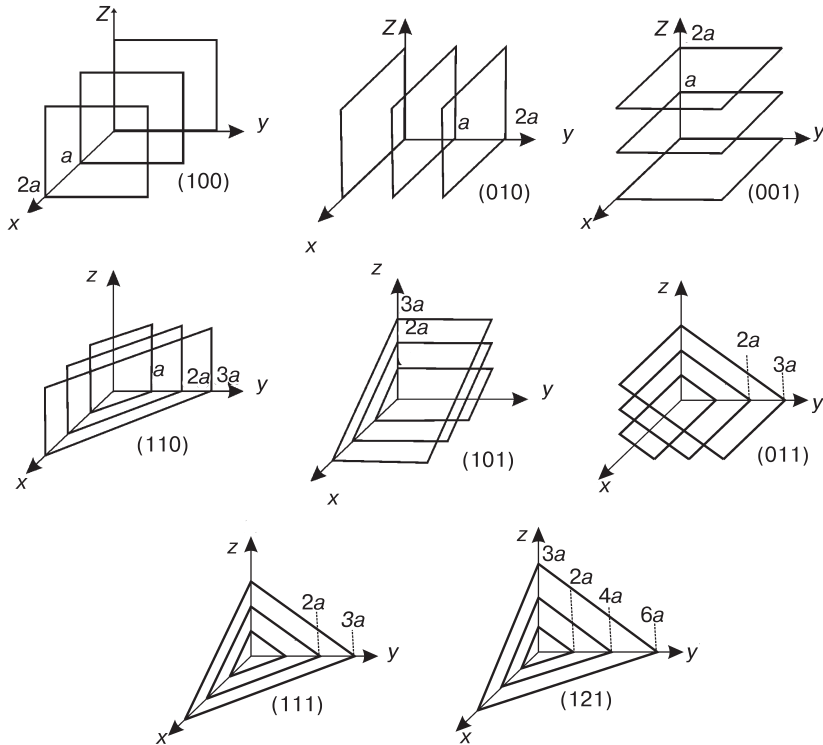 Z
y
a
2a
x
(100)
Z
a
2a
y
x
(010)
Z
2a
a
y
x
(001)
z
a
2a
3a
y
(110)
x
z
3a
2a
y
(101)
x
z
2a
3a
y
(011)
x
z
2a
3a
y
(111)
x
z
3a
2a
4a
6a
y
(121)
x